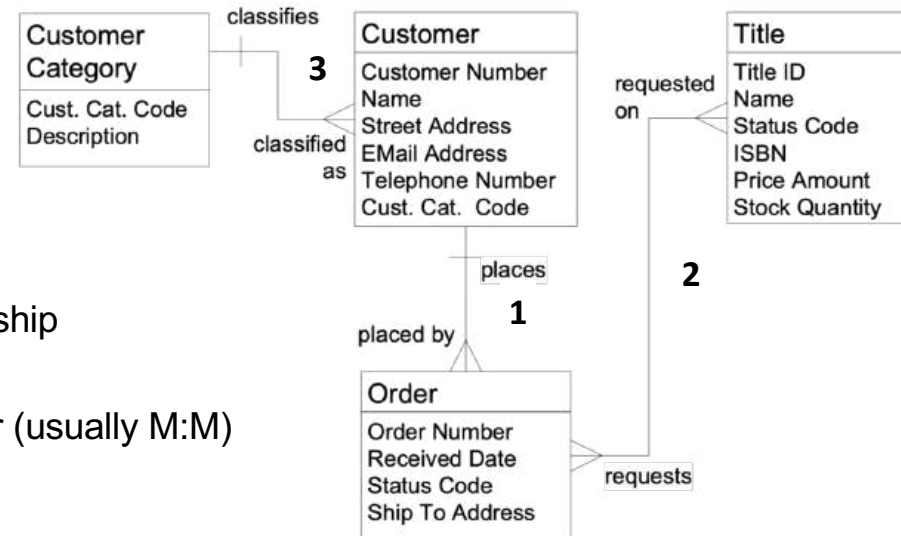 classifies
Customer
Category
Cust. Cat. Code
Description
3
classified
as
Customer
Customer Number
Name
Street Address
EMail Address
Telephone Number
Cust. Cat. Code
requested
on
Title
Title ID
Name
Status Code
ISBN
Price Amount
Stock Quantity
places
1
2
placed by
Order
Order Number
Received Date
Status Code
Ship To Address
requests
ship
(usually M:M)